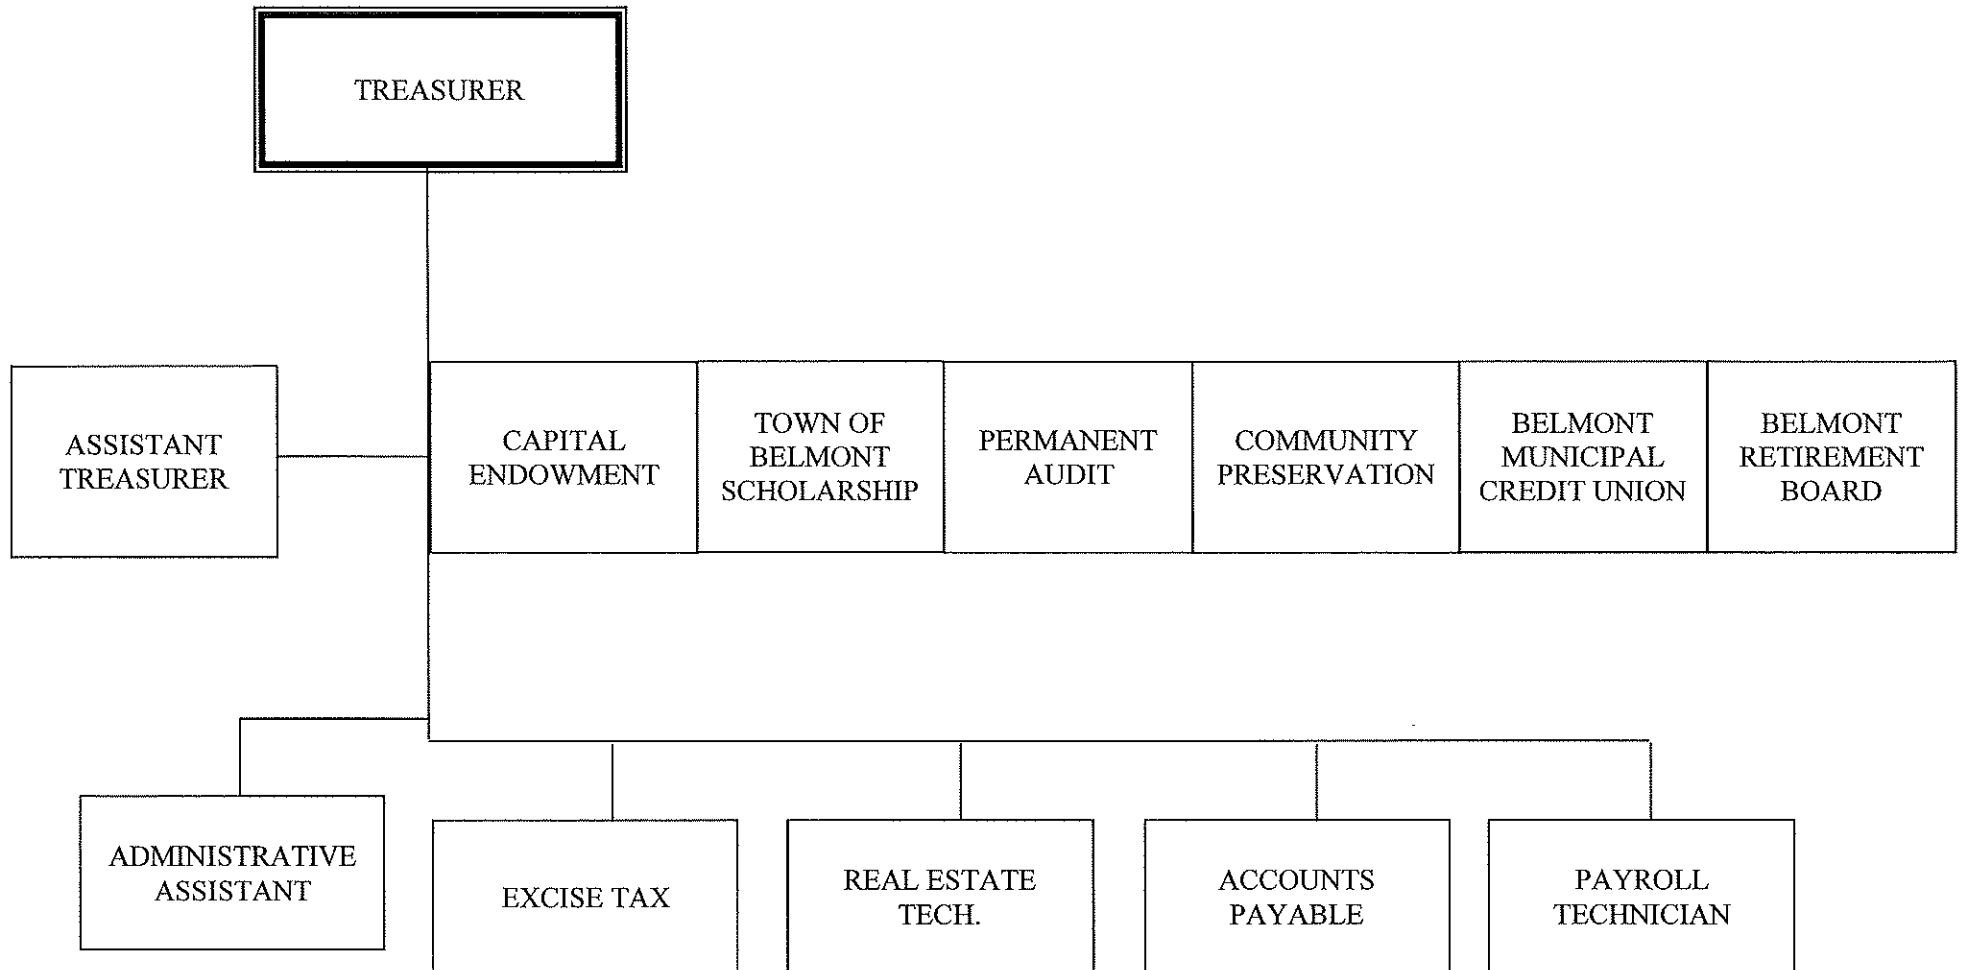 TREASURER
ASSISTANT
TREASURER
CAPITAL
ENDOWMENT
TOWN OF
BELMONT
SCHOLARSHIP
PERMANENT
AUDIT
COMMUNITY
PRESERVATION
BELMONT
MUNICIPAL
CREDIT UNION
BELMONT
RETIREMENT
BOARD
ADMINISTRATIVE
ASSISTANT
EXCISE TAX
REAL ESTATE
TECH.
ACCOUNTS
PAYABLE
PAYROLL
TECHNICIAN